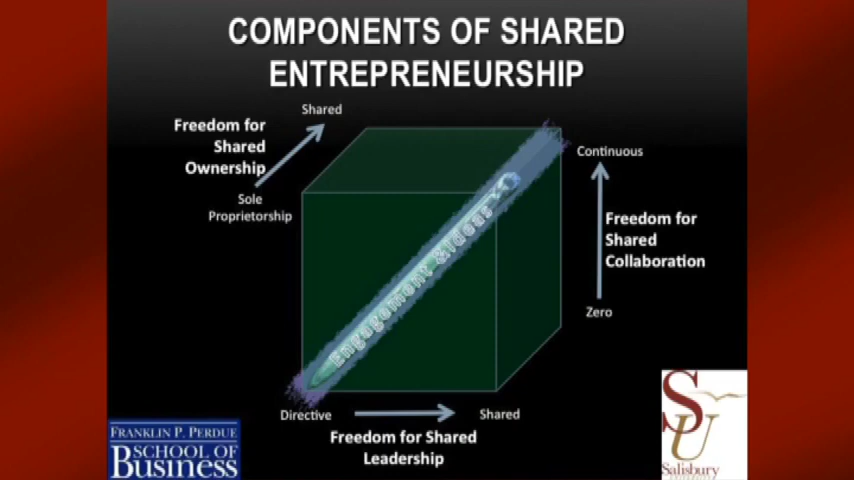 COMPONENTS OF SHARED
ENTREPRENEURSHIP
Shared
Freedom for
Shared
Ownership
Sole
Proprietorship
Continuous
Freedom for
Shared
Collaboration
Zero
Engagement &Ideas
Directive
Shared
Freedom for Shared
Leadership
FRANKLIN P. PERDUE
SCHOOL OF
BUSINESS
SU
Salisbury